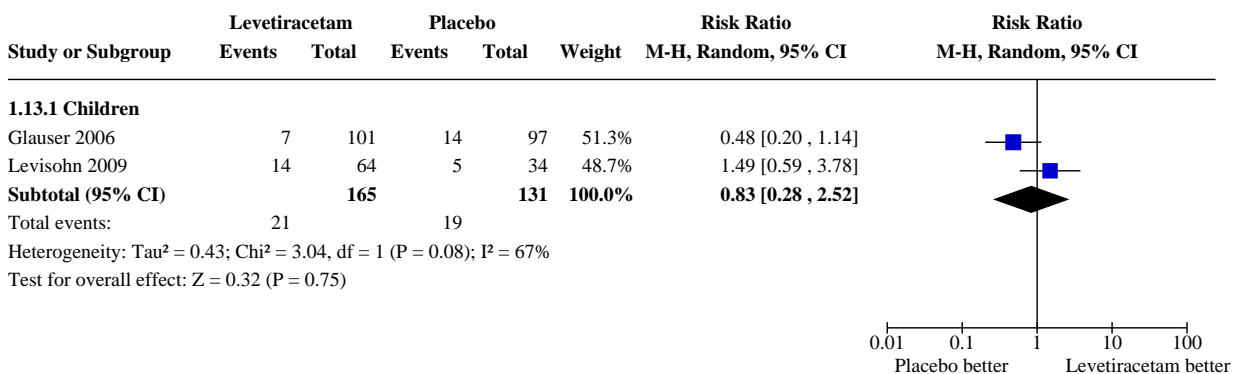 Levetiracetam Placebo Risk Ratio Risk Ratio
Study or Subgroup Events Total Events Total Weight M-H, Random, 95% CI M-H, Random, 95% CI
1.13.1 Children
Glauser 2006 7 101 14 97 51.3% 0.48 [0.20 , 1.14]
Levisohn 2009 14 64 5 34 48.7% 1.49 [0.59 , 3.78]
Subtotal (95% CI) 165 131 100.0% 0.83 [0.28 , 2.52]
Total events: 21 19
Heterogeneity: Tau² = 0.43; Chi² = 3.04, df = 1 (P = 0.08); I² = 67%
Test for overall effect: Z = 0.32 (P = 0.75)
0.01 0.1 1 10 100
Placebo better Levetiracetam better